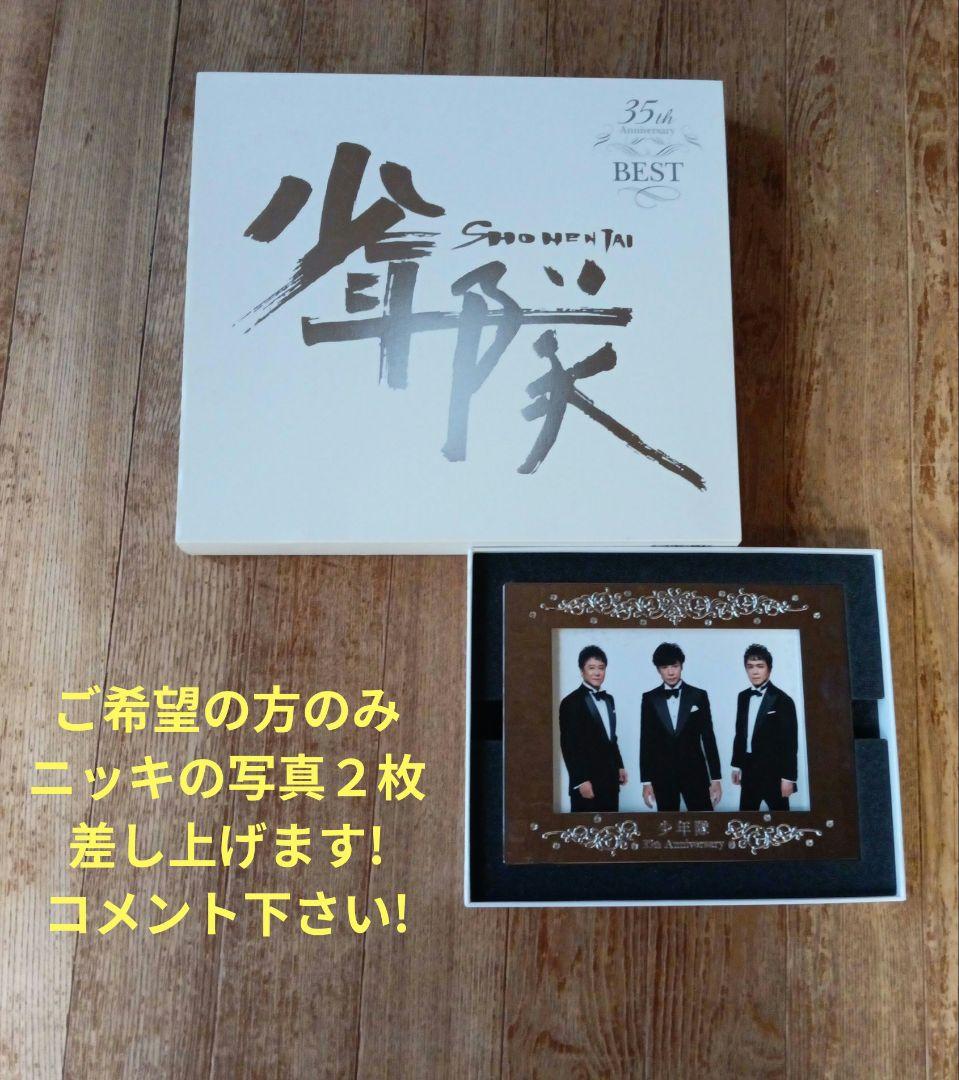 35th
Anniversary
BEST
少年隊
SHONENTAI
少年隊
35th Anniversary
ご希望の方のみ
ニッキの写真２枚
差し上げます!
コメント下さい!